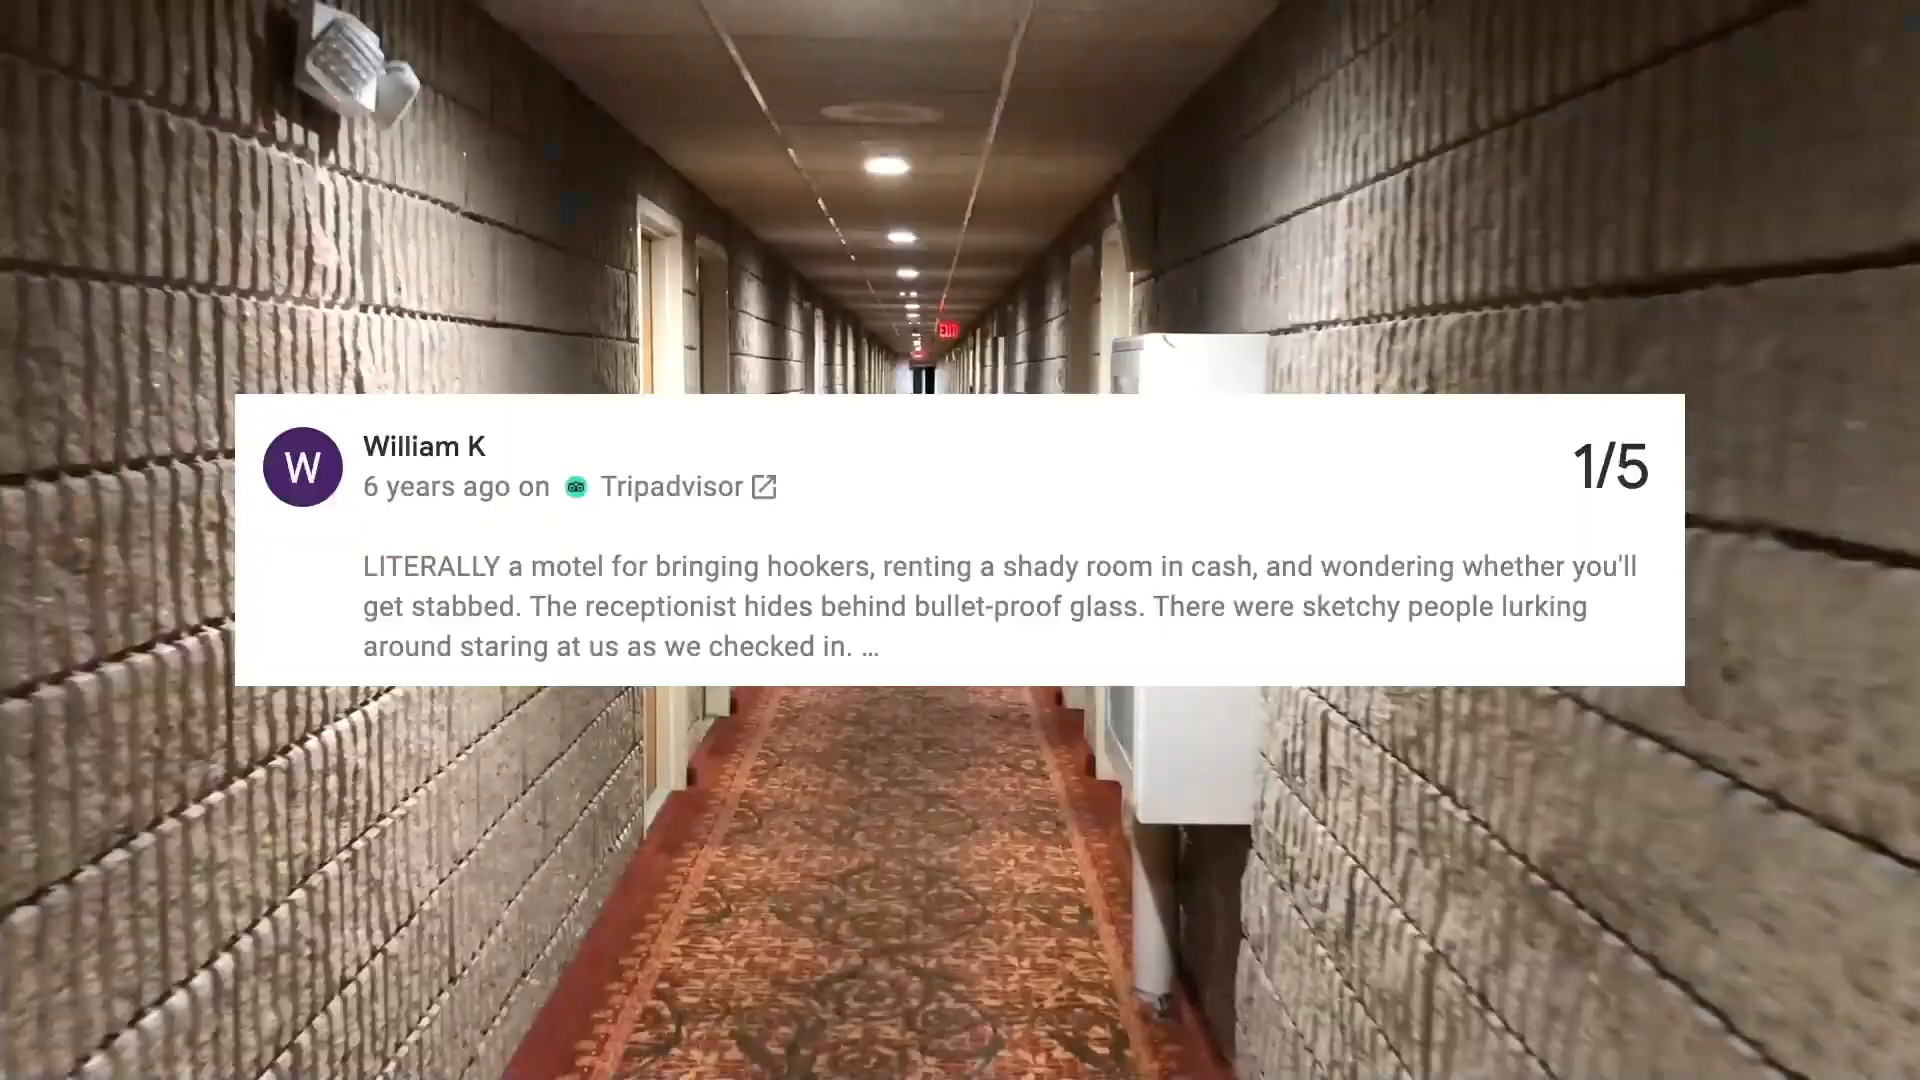 EXIT
W
William K
6 years ago on Tripadvisor
1/5
LITERALLY a motel for bringing hookers, renting a shady room in cash, and wondering whether you'll
get stabbed. The receptionist hides behind bullet-proof glass. There were sketchy people lurking
around staring at us as we checked in. ...